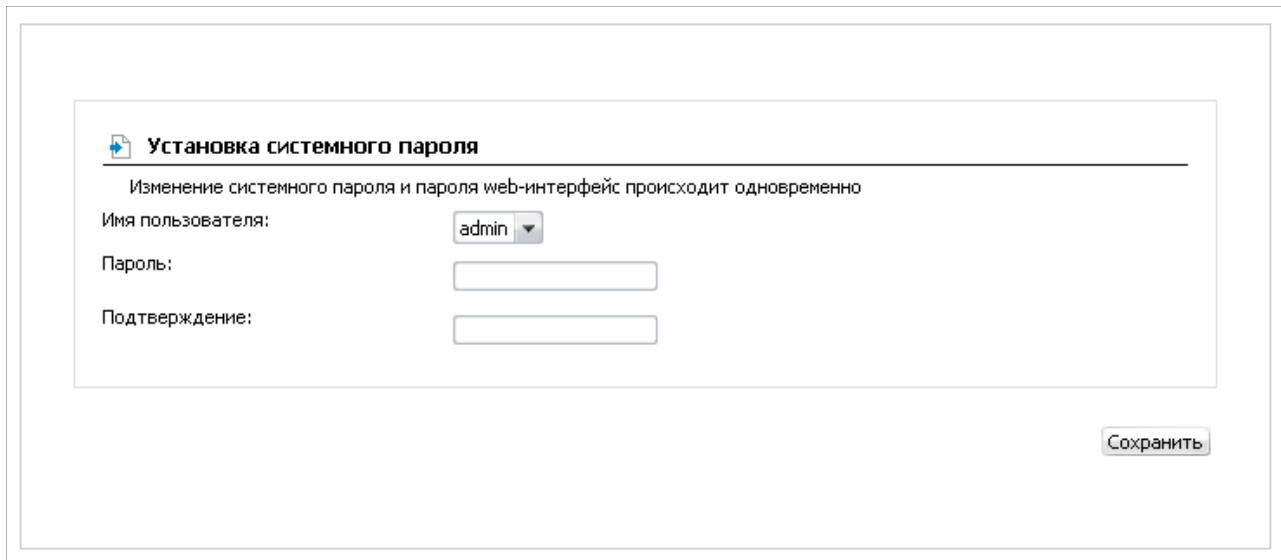 Установка системного пароля
Изменение системного пароля и пароля web-интерфейс происходит одновременно
Имя пользователя:
admin
Пароль:
Подтверждение:
Сохранить